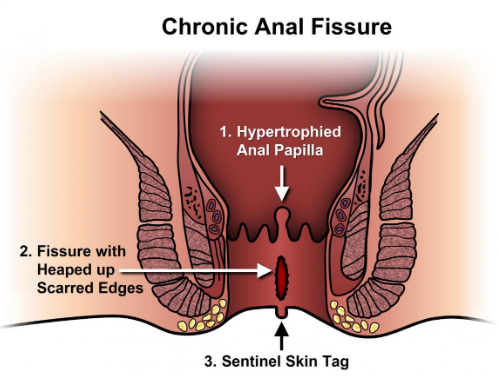 Chronic Anal Fissure
1. Hypertrophied
Anal Papilla
2. Fissure with
Heaped up
Scarred Edges
3. Sentinel Skin Tag